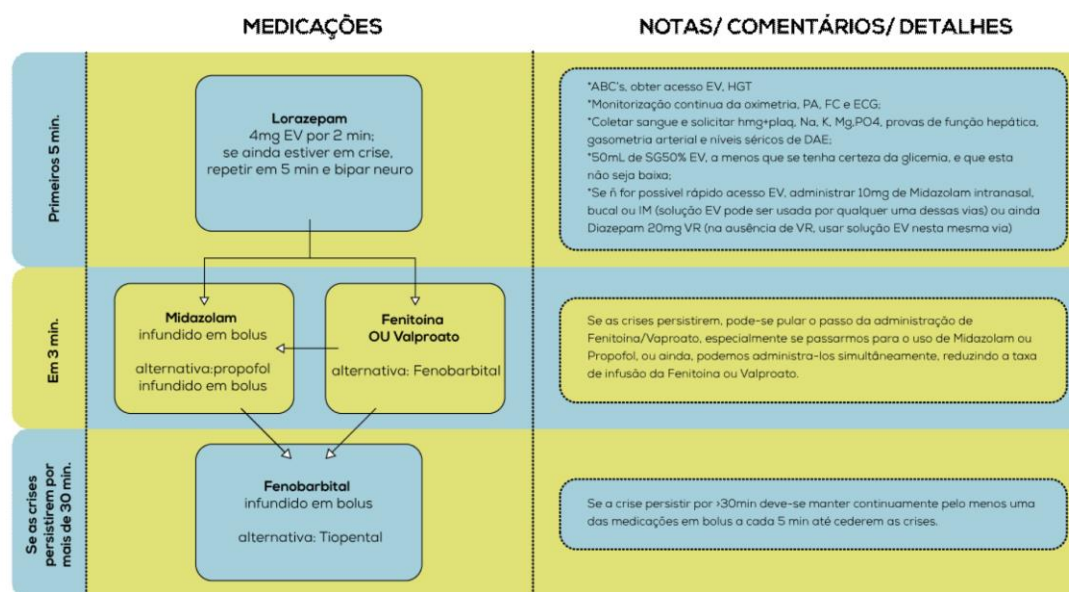 MEDICAÇÕES
NOTAS/ COMENTÁRIOS/ DETALHES
Primeiros 5 min.
Lorazepam
4mg EV por 2 min;
se ainda estiver em crise,
repetir em 5 min e bipar neuro
*ABC's, obter acesso EV, HGT
*Monitorização continua da oximetria, PA, FC e ECG;
*Coletar sangue e solicitar hmg+plaq, Na, K, Mg,PO4, provas de função hepática,
gasometria arterial e níveis séricos de DAE;
*50mL de SG50% EV, a menos que se tenha certeza da glicemia, e que esta
não seja baixa;
*Se ñ for possível rápido acesso EV, administrar 10mg de Midazolam intranasal,
bucal ou IM (solução EV pode ser usada por qualquer uma dessas vias) ou ainda
Diazepam 20mg VR (na ausência de VR, usar solução EV nesta mesma via)
Em 3 min.
Midazolam
infundido em bolus
alternativa:propofol
infundido em bolus
Fenitoína
OU Valproato
alternativa: Fenobarbital
Se as crises persistirem, pode-se pular o passo da administração de
Fenitoína/Vaproato, especialmente se passarmos para o uso de Midazolam ou
Propofol, ou ainda, podemos administra-los simultâneamente, reduzindo a taxa
de infusão da Fenitoína ou Valproato.
Se as crises
persistirem por
mais de 30 min.
Fenobarbital
infundido em bolus
alternativa: Tiopental
Se a crise persistir por >30min deve-se manter continuamente pelo menos uma
das medicações em bolus a cada 5 min até cederem as crises.